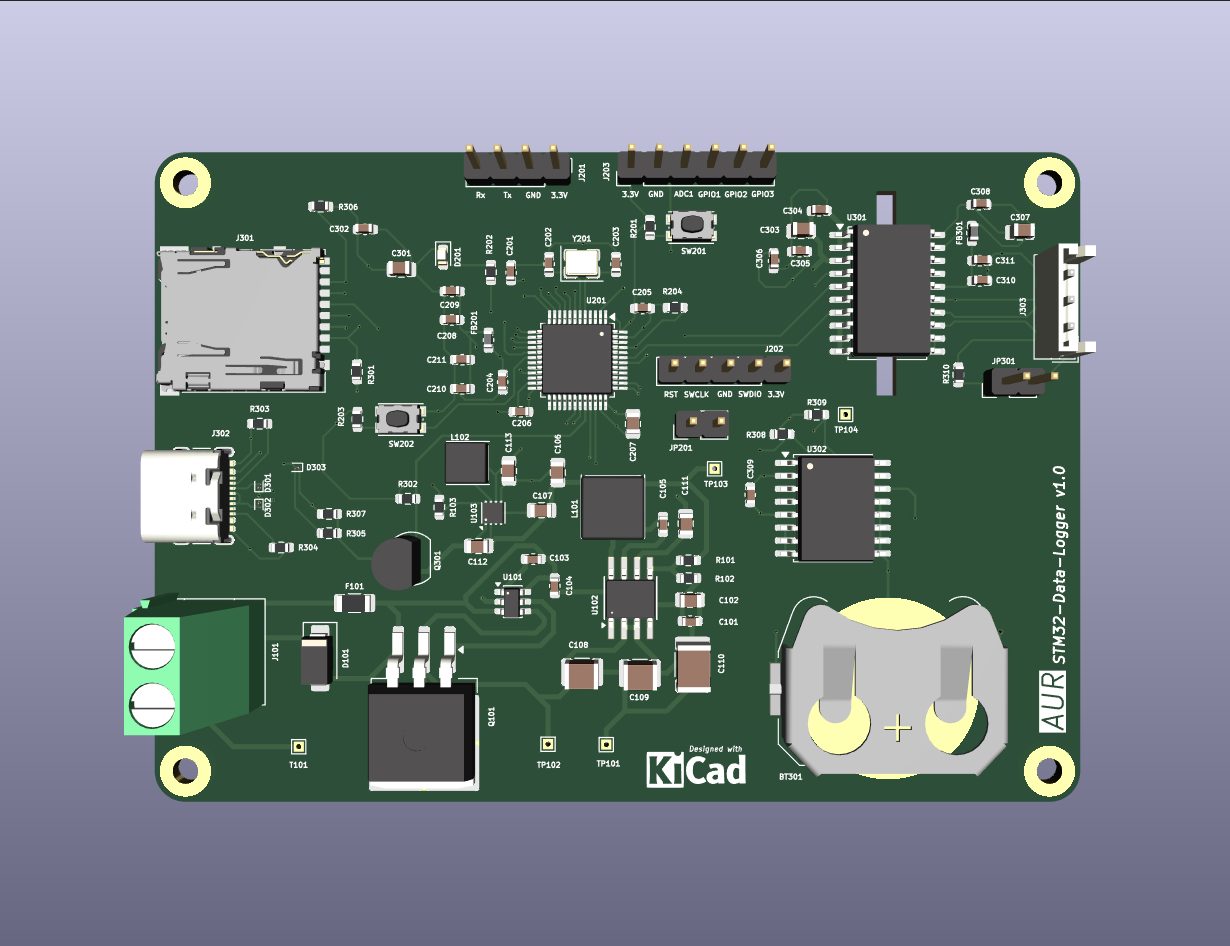 J201
Rx Tx GND 3.3V
J203
3.3V GND ADC1 GPIO1 GPIO2 GPIO3
R306
C302
J301
C301
D201
R202
C201
C202
Y201
C203
R201
SW201
C304
C303
C305
C306
U301
C308
C307
FB301
C311
C310
J303
C209
C208
FB201
C211
C210
C204
C206
U201
C205
R204
J202
RST SWCLK GND SWDIO 3.3V
R310
JP301
R301
R203
SW202
R303
J302
D303
D301
D302
R307
R305
R304
R302
R103
L102
C113
C106
C207
JP201
TP103
R309
TP104
R308
U302
C309
U103
C107
L101
C105
C111
C112
Q301
C103
C104
U101
U102
R101
R102
C102
C101
F101
J101
D101
Q101
C108
C109
C110
T101
TP102
TP101
BT301
Designed with
KiCad
AUR STM32-Data-Logger v1.0